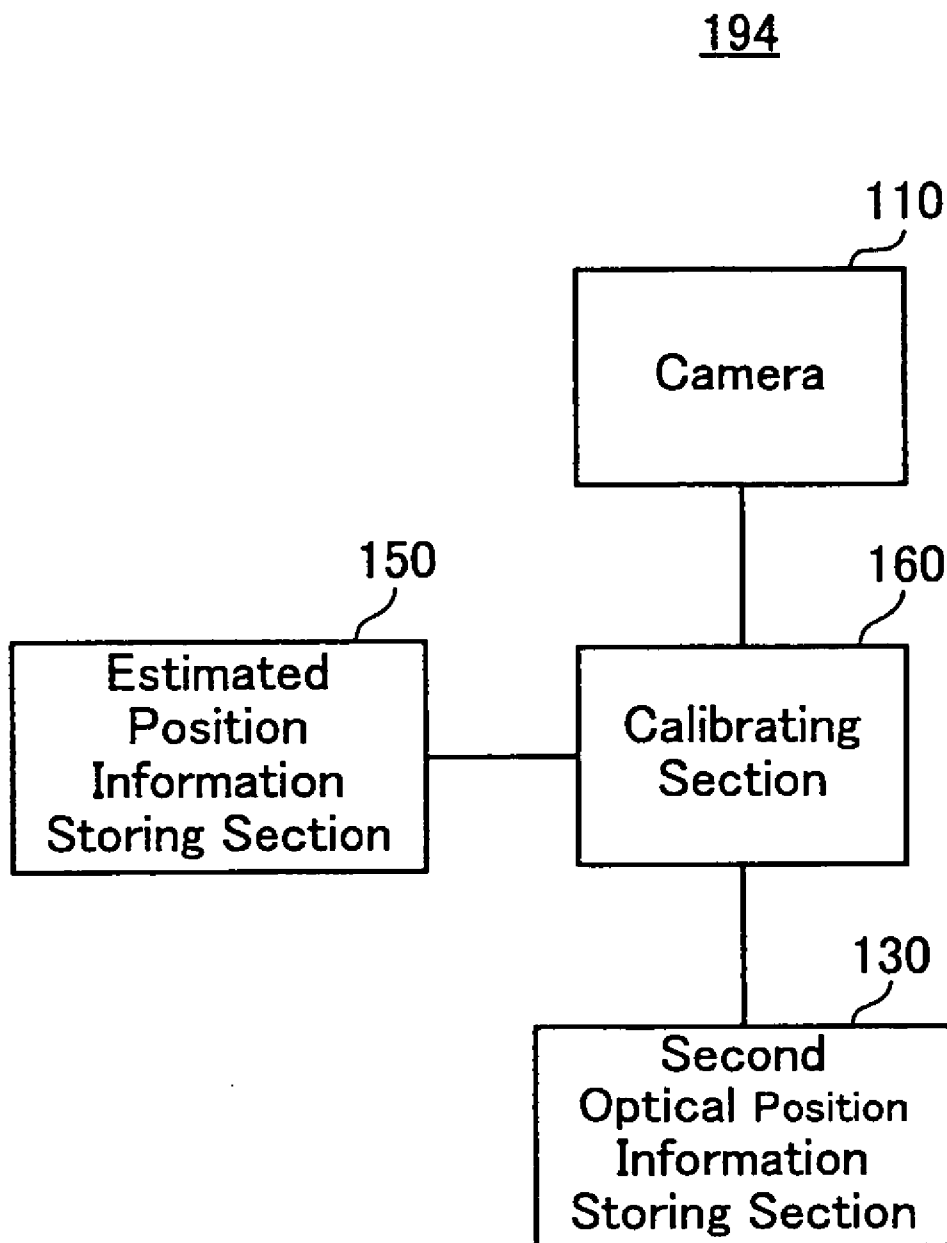 194
110
Camera
150
160
Estimated
Position
Information
Storing Section
Calibrating
Section
130
Second
Optical Position
Information
Storing Section